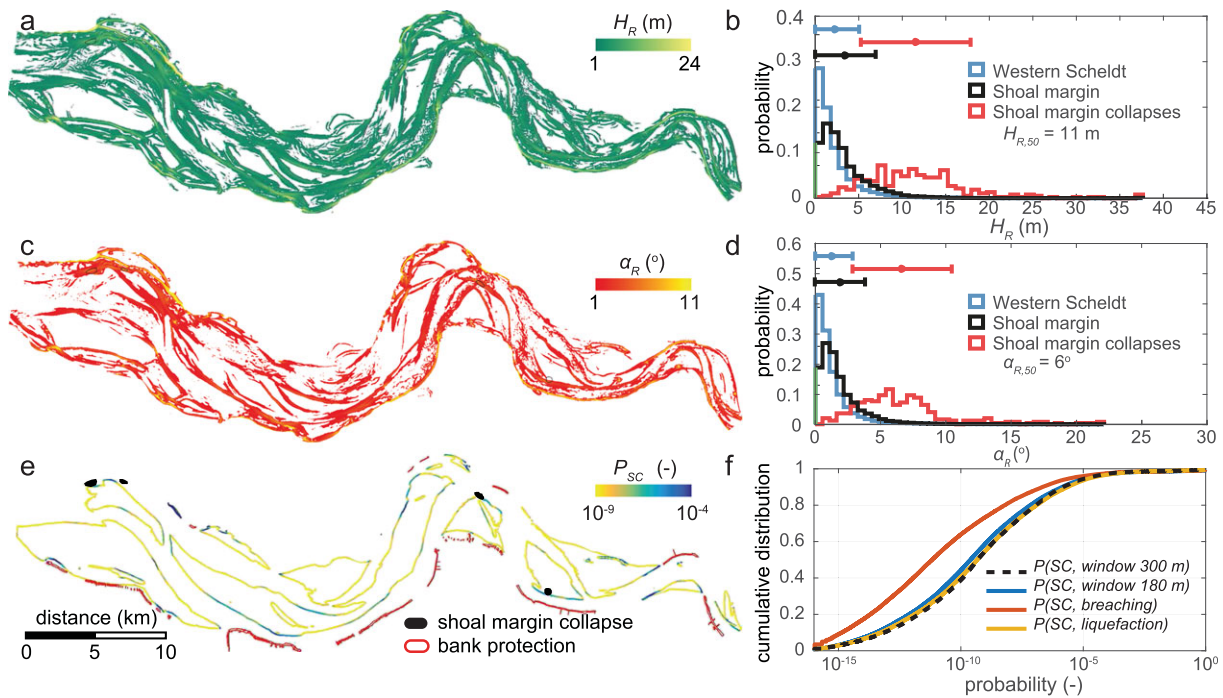 a
H_R (m)
1 24
b
0.4
0.3
0.2
0.1
0
probability
Western Scheldt
Shoal margin
Shoal margin collapses
H_{R,50} = 11 m
0 5 10 15 20 25 30 35 40 45
H_R (m)
c
α_R (°)
1 11
d
0.6
0.5
0.4
0.3
0.2
0.1
0
probability
Western Scheldt
Shoal margin
Shoal margin collapses
α_{R,50} = 6°
0 5 10 15 20 25 30
α_R (°)
e
P_{SC} (-)
10^{-9} 10^{-4}
distance (km)
0 5 10
shoal margin collapse
bank protection
f
1
0.8
0.6
0.4
0.2
0
cumulative distribution
P(SC, window 300 m)
P(SC, window 180 m)
P(SC, breaching)
P(SC, liquefaction)
10^{-15} 10^{-10} 10^{-5} 10^{0}
probability (-)